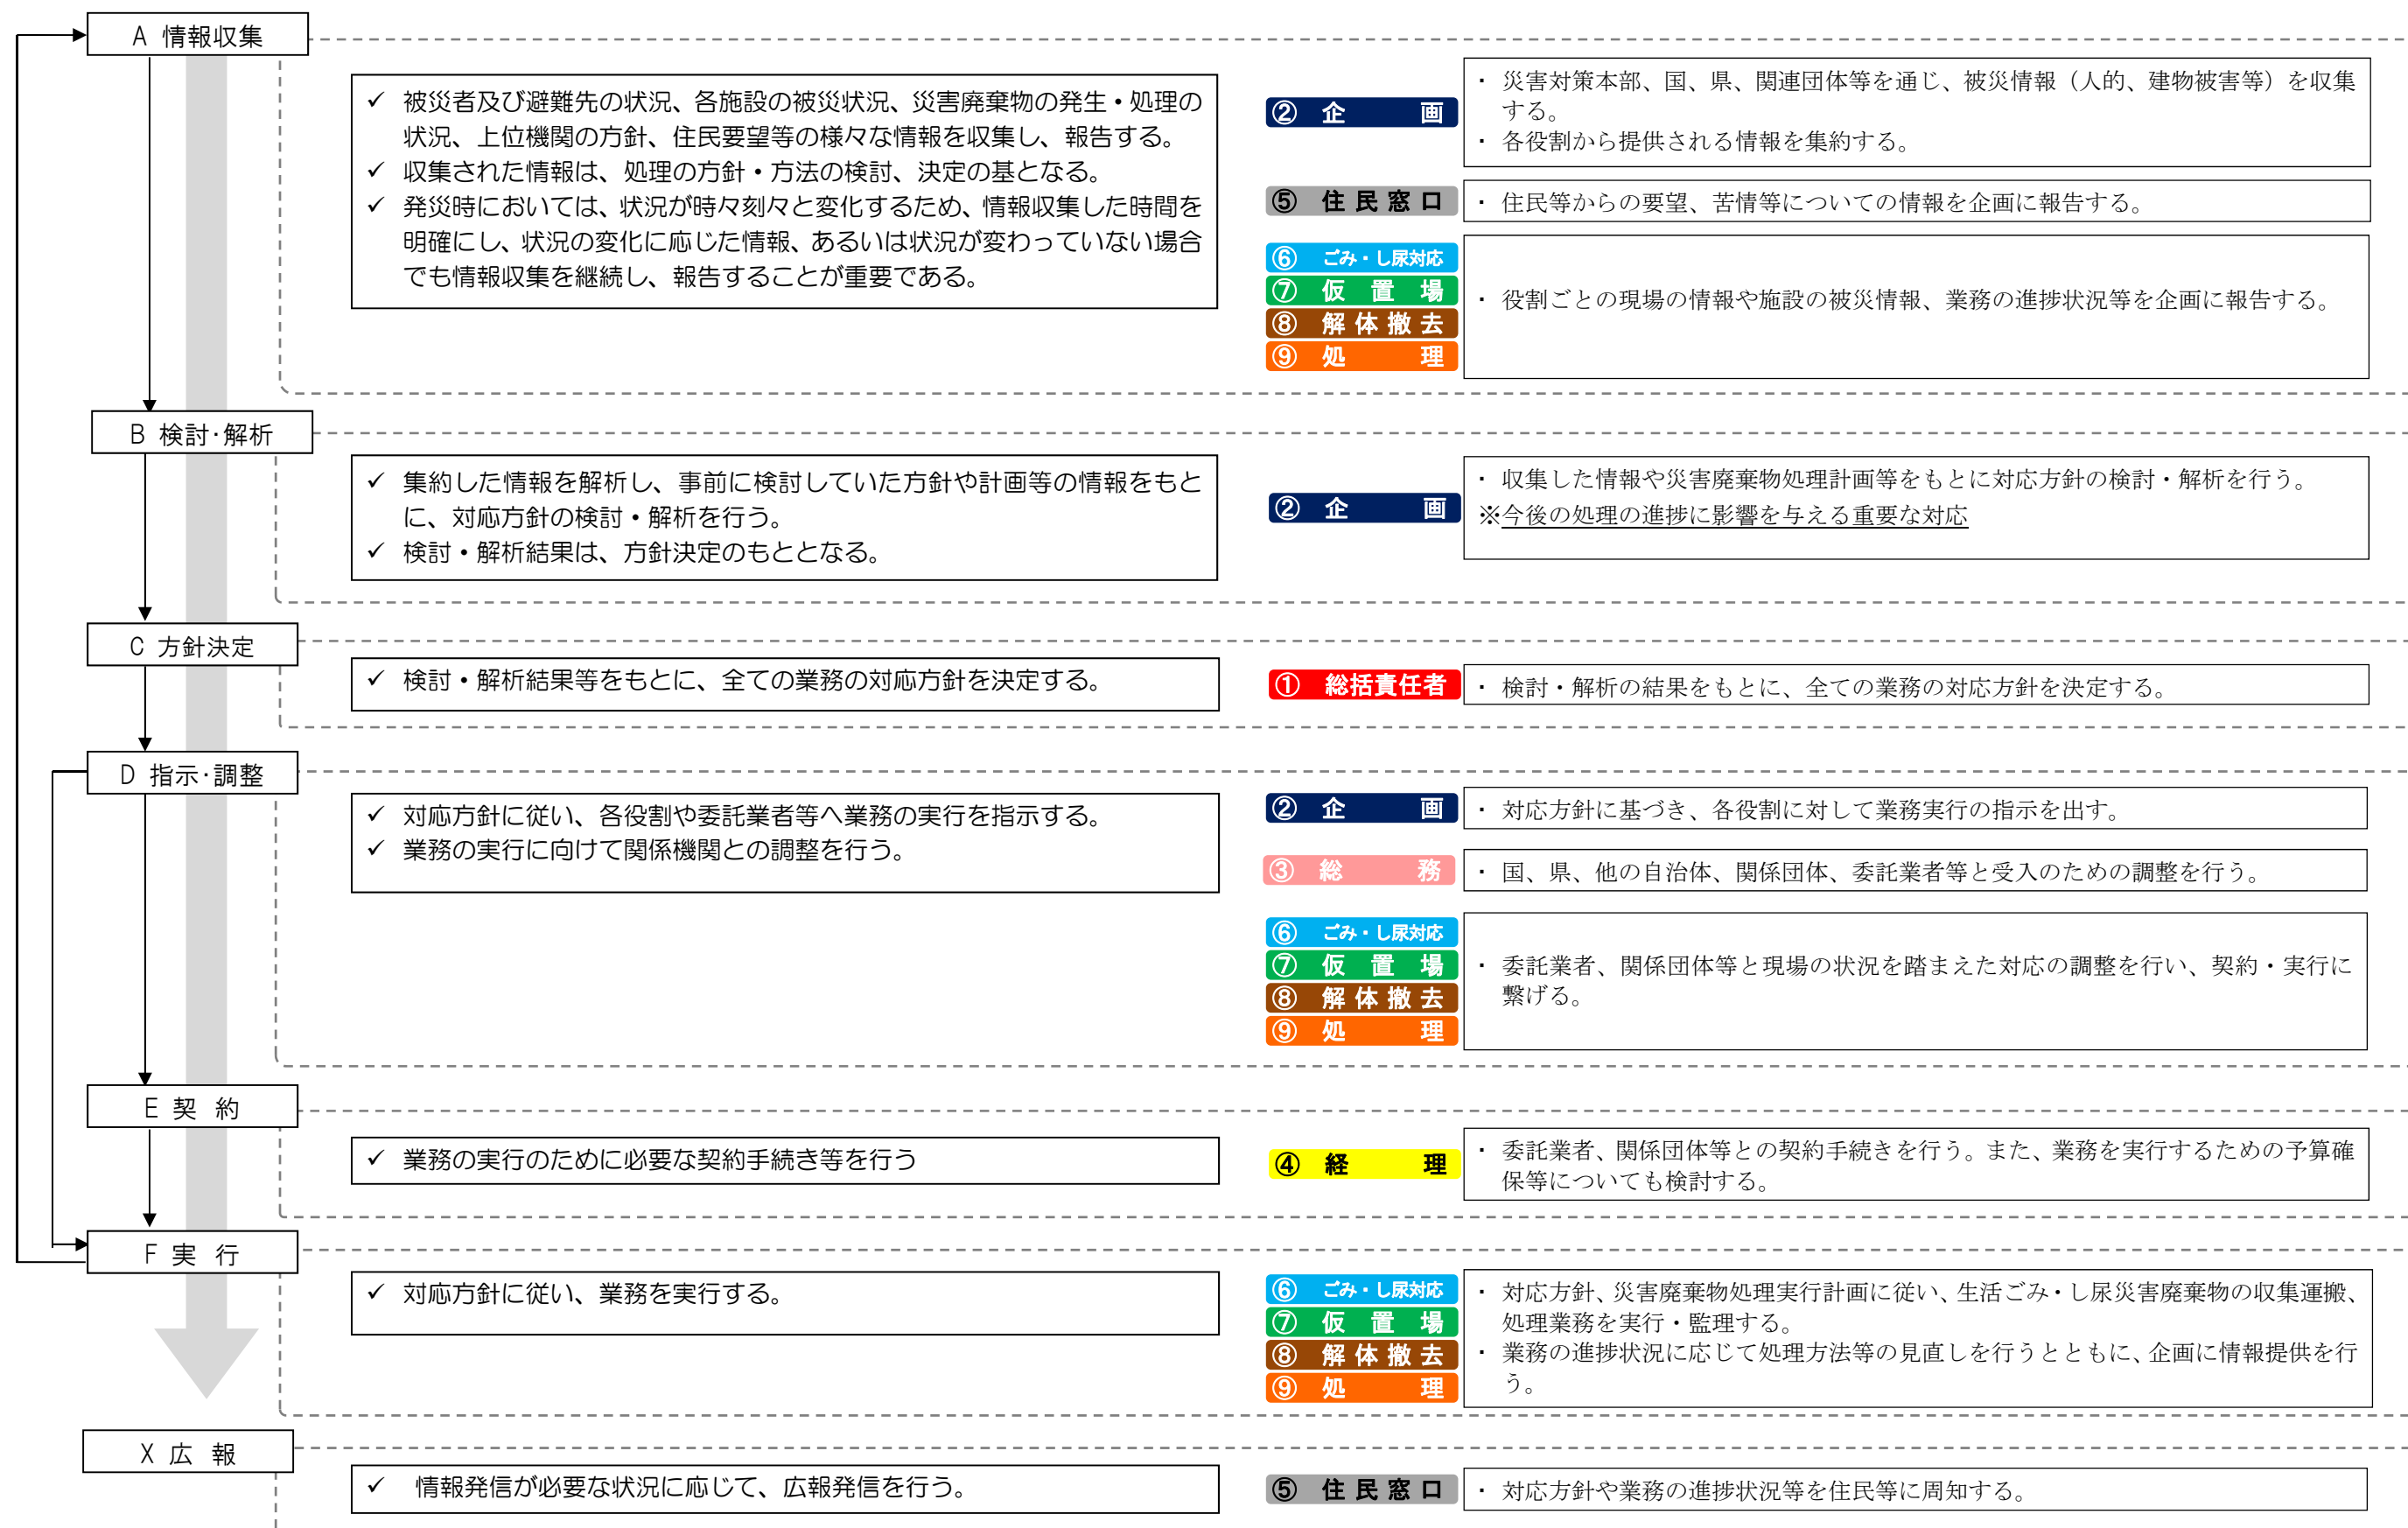 A 情報収集
✓ 被災者及び避難先の状況、各施設の被災状況、災害廃棄物の発生・処理の
状況、上位機関の方針、住民要望等の様々な情報を収集し、報告する。
✓ 収集された情報は、処理の方針・方法の検討、決定の基となる。
✓ 発災時においては、状況が時々刻々と変化するため、情報収集した時間を
明確にし、状況の変化に応じた情報、あるいは状況が変わっていない場合
でも情報収集を継続し、報告することが重要である。
② 企 画
・ 災害対策本部、国、県、関連団体等を通じ、被災情報（人的、建物被害等）を収集
する。
・ 各役割から提供される情報を集約する。
⑤ 住民窓口
・ 住民等からの要望、苦情等についての情報を企画に報告する。
⑥ ごみ・し尿対応
⑦ 仮 置 場
⑧ 解体撤去
⑨ 処 理
・ 役割ごとの現場の情報や施設の被災情報、業務の進捗状況等を企画に報告する。
B 検討･解析
✓ 集約した情報を解析し、事前に検討していた方針や計画等の情報をもと
に、対応方針の検討・解析を行う。
✓ 検討・解析結果は、方針決定のもととなる。
② 企 画
・ 収集した情報や災害廃棄物処理計画等をもとに対応方針の検討・解析を行う。
※今後の処理の進捗に影響を与える重要な対応
C 方針決定
✓ 検討・解析結果等をもとに、全ての業務の対応方針を決定する。
① 総括責任者
・ 検討・解析の結果をもとに、全ての業務の対応方針を決定する。
D 指示･調整
✓ 対応方針に従い、各役割や委託業者等へ業務の実行を指示する。
✓ 業務の実行に向けて関係機関との調整を行う。
② 企 画
・ 対応方針に基づき、各役割に対して業務実行の指示を出す。
③ 総 務
・ 国、県、他の自治体、関係団体、委託業者等と受入のための調整を行う。
⑥ ごみ・し尿対応
⑦ 仮 置 場
⑧ 解体撤去
⑨ 処 理
・ 委託業者、関係団体等と現場の状況を踏まえた対応の調整を行い、契約・実行に
繋げる。
E 契 約
✓ 業務の実行のために必要な契約手続き等を行う
④ 経 理
・ 委託業者、関係団体等との契約手続きを行う。また、業務を実行するための予算確
保等についても検討する。
F 実 行
✓ 対応方針に従い、業務を実行する。
⑥ ごみ・し尿対応
⑦ 仮 置 場
⑧ 解体撤去
⑨ 処 理
・ 対応方針、災害廃棄物処理実行計画に従い、生活ごみ・し尿災害廃棄物の収集運搬、
処理業務を実行・監理する。
・ 業務の進捗状況に応じて処理方法等の見直しを行うとともに、企画に情報提供を行
う。
X 広 報
✓ 情報発信が必要な状況に応じて、広報発信を行う。
⑤ 住民窓口
・ 対応方針や業務の進捗状況等を住民等に周知する。